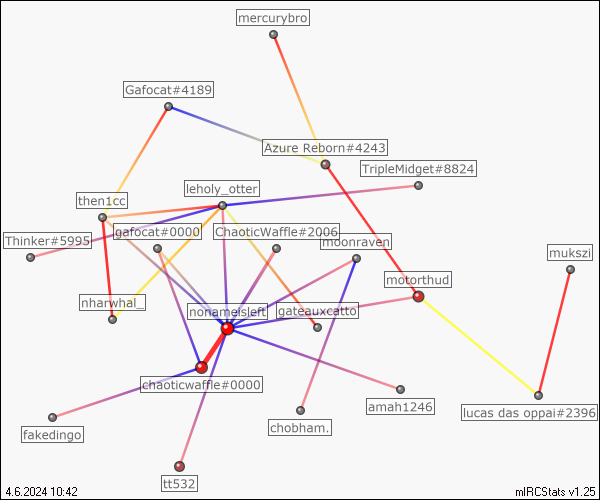 mercurybro
Gafocat#4189
Azure Reborn#4243
TripleMidget#8824
leholy_otter
then1cc
gafocat#0000
ChaoticWaffle#2006
Thinker#5995
moonraven
mukszi
motorthud
nharwhal_
nonameisleft
gateauxcatto
chaoticwaffle#0000
amah1246
lucas das oppai#2396
fakedingo
chobham.
tt532
4.6.2024 10:42
mIRCStats v1.25